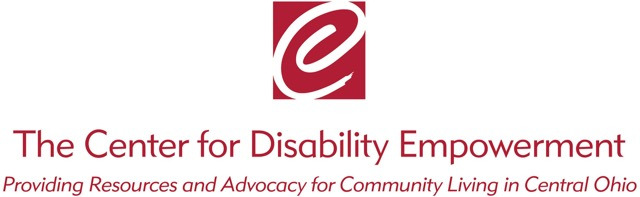 The Center for Disability Empowerment
Providing Resources and Advocacy for Community Living in Central Ohio